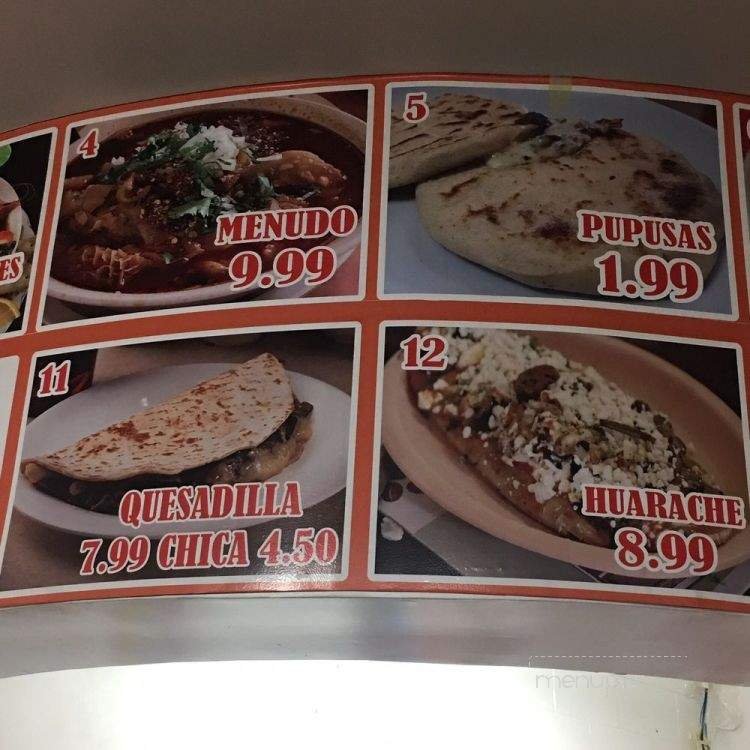 4
MENUDO
9.99
5
PUPUSAS
1.99
ES
11
QUESADILLA
7.99 CHICA 4.50
12
HUARACHE
8.99